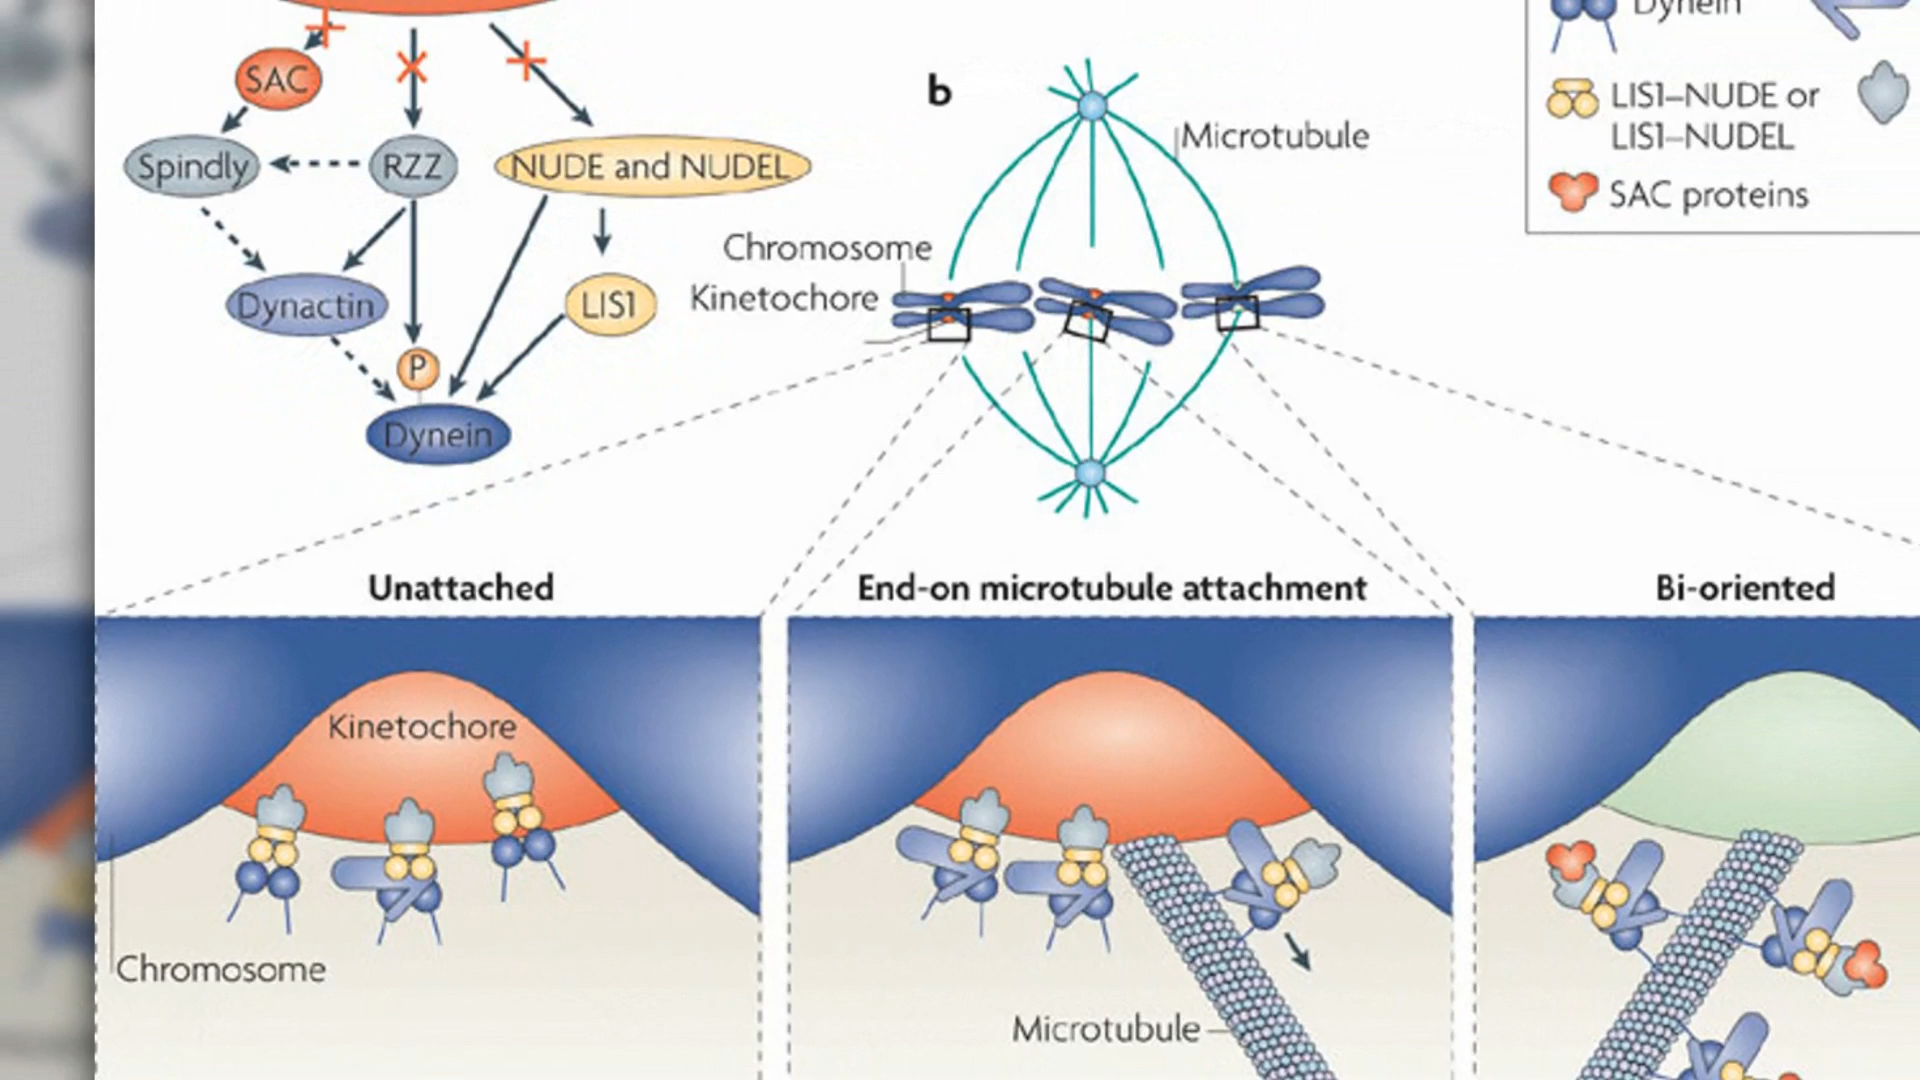 SAC
Spindly
RZZ
NUDE and NUDEL
Dynactin
LIS1
P
Dynein
b
Microtubule
Chromosome
Kinetochore
Dynein
LIS1–NUDE or
LIS1–NUDEL
SAC proteins
Unattached
End-on microtubule attachment
Bi-oriented
Kinetochore
Chromosome
Microtubule